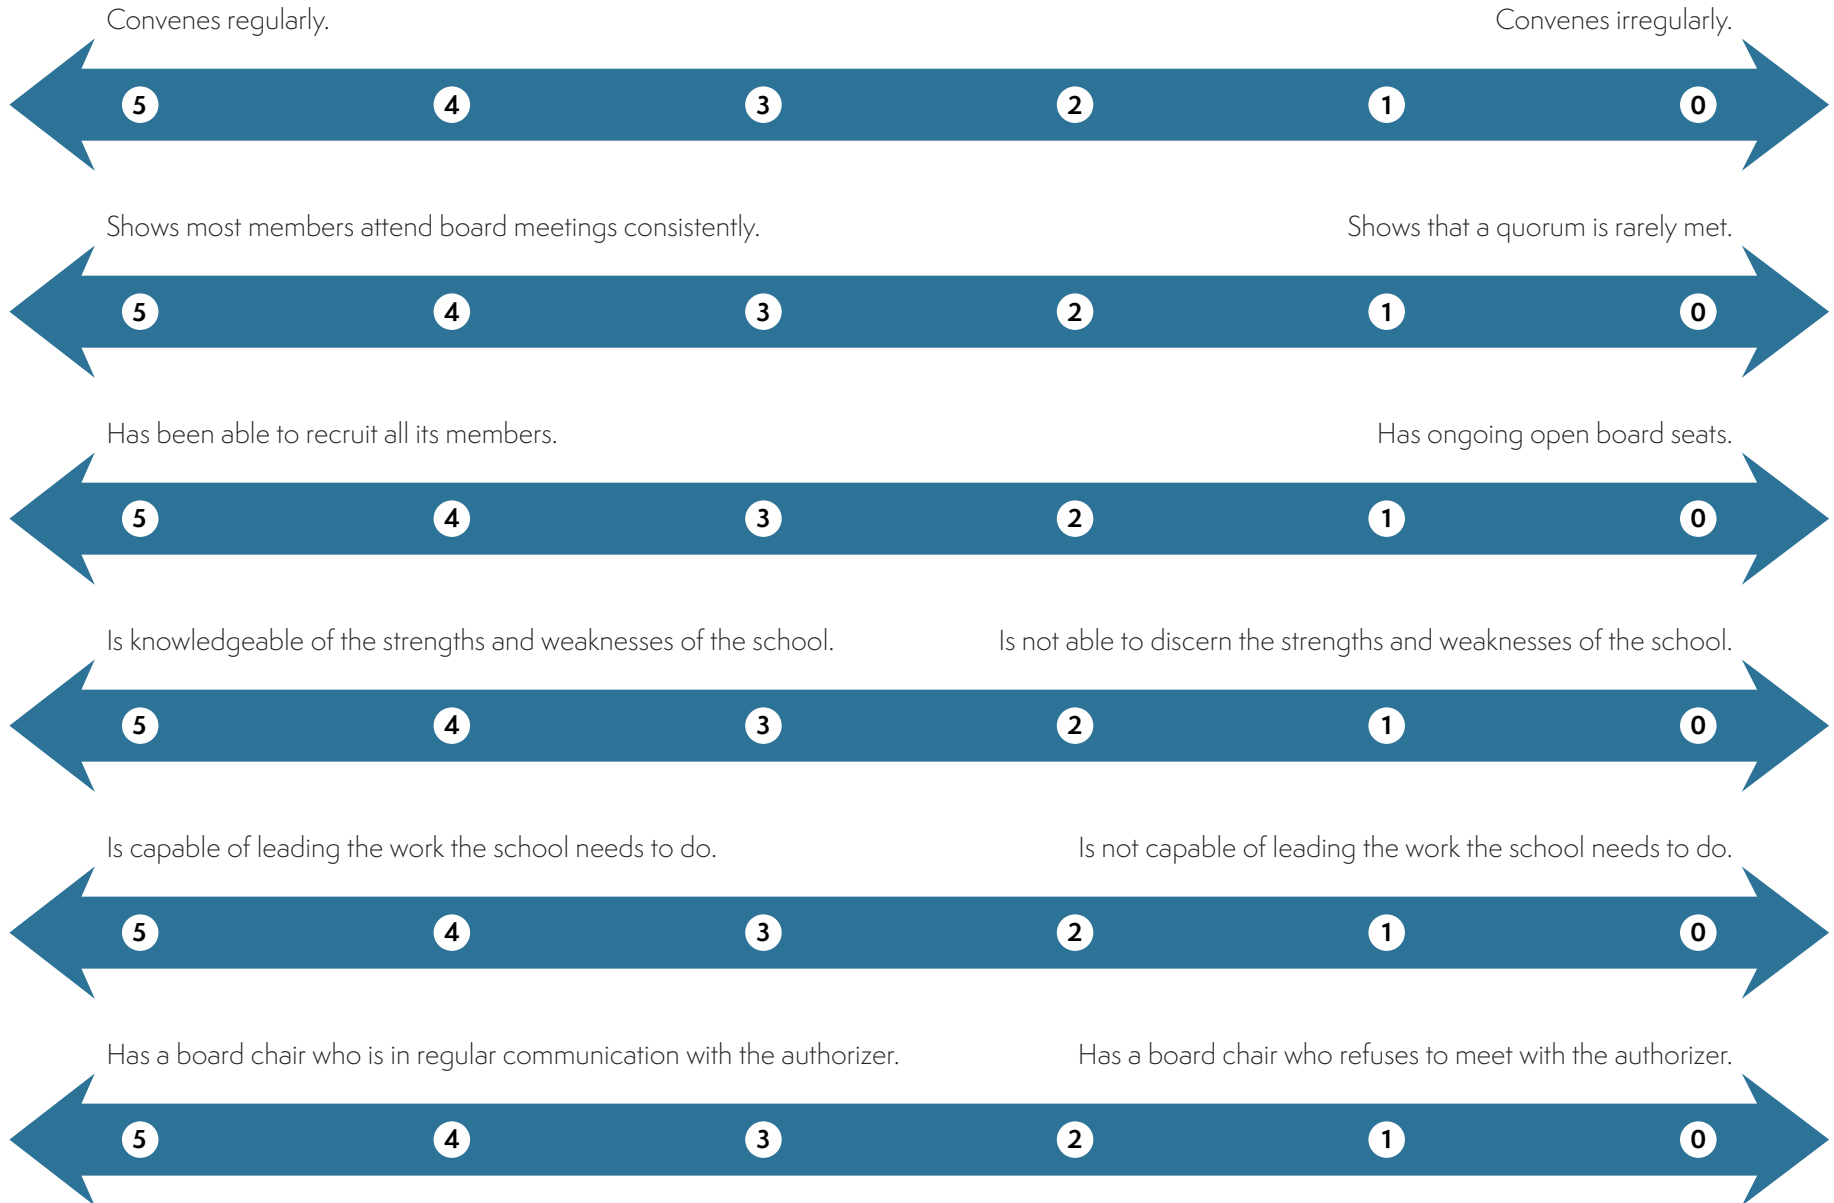 Convenes regularly. Convenes irregularly.
5 4 3 2 1 0
Shows most members attend board meetings consistently. Shows that a quorum is rarely met.
5 4 3 2 1 0
Has been able to recruit all its members. Has ongoing open board seats.
5 4 3 2 1 0
Is knowledgeable of the strengths and weaknesses of the school. Is not able to discern the strengths and weaknesses of the school.
5 4 3 2 1 0
Is capable of leading the work the school needs to do. Is not capable of leading the work the school needs to do.
5 4 3 2 1 0
Has a board chair who is in regular communication with the authorizer. Has a board chair who refuses to meet with the authorizer.
5 4 3 2 1 0